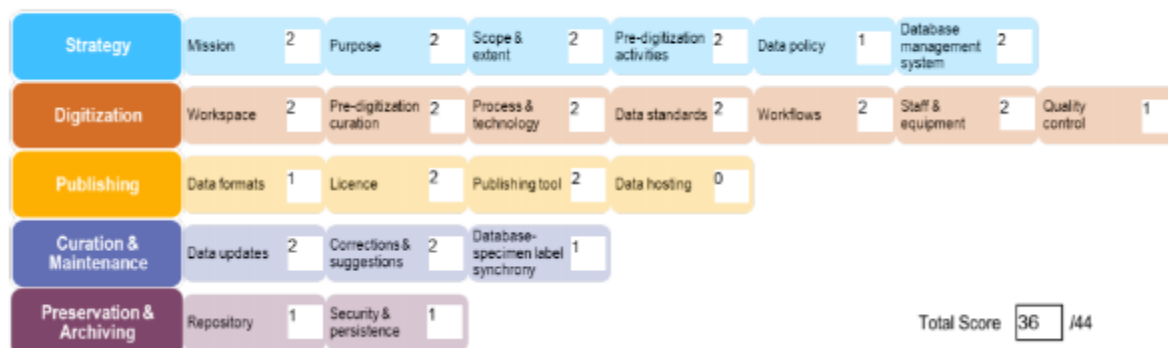 Strategy
Mission 2
Purpose 2
Scope &
extent 2
Pre-digitization
activities 2
Data policy 1
Database
management
system 2
Digitization
Workspace 2
Pre-digitization
curation 2
Process &
technology 2
Data standards 2
Workflows 2
Staff &
equipment 2
Quality
control 1
Publishing
Data formats 1
Licence 2
Publishing tool 2
Data hosting 0
Curation &
Maintenance
Data updates 2
Corrections &
suggestions 2
Database-
specimen label
synchrony 1
Preservation &
Archiving
Repository 1
Security &
persistence 1
Total Score 36 /44